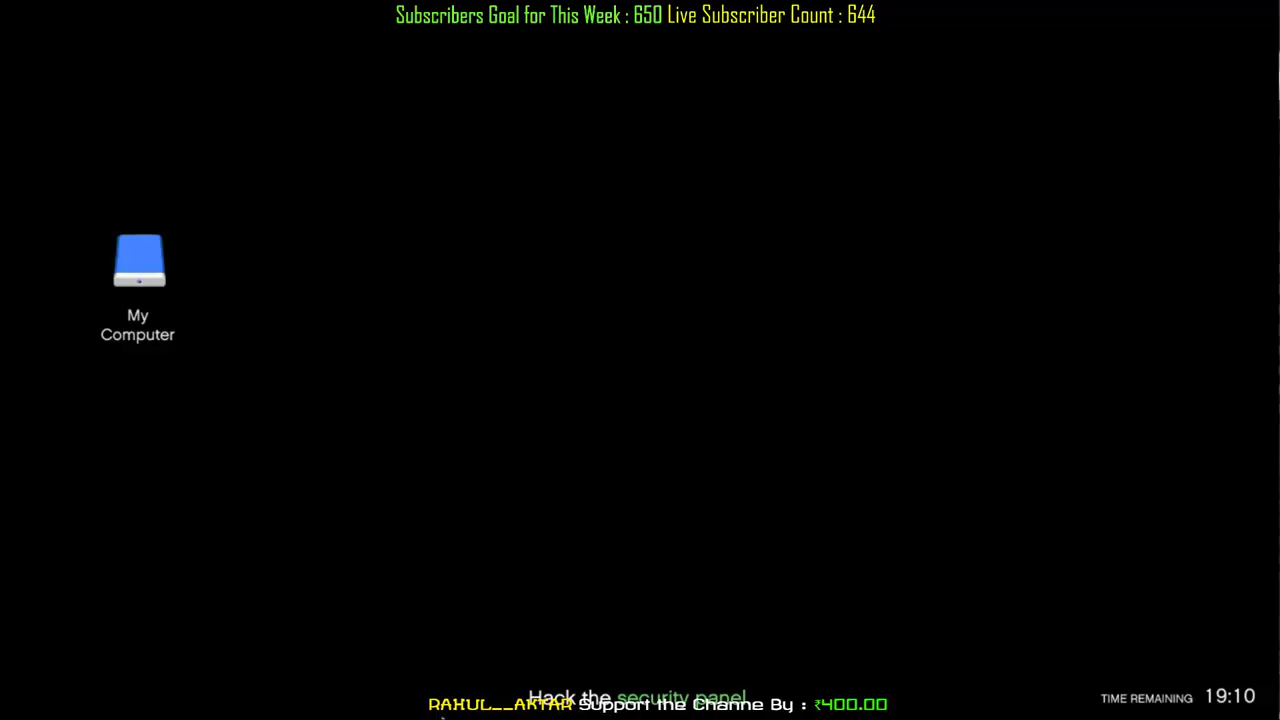 Subscribers Goal for This Week : 650 Live Subscriber Count : 644
My
Computer
Hack the security panel
RAHUL__AKTAR Support the Channe By : ₹400.00
TIME REMAINING 19:10